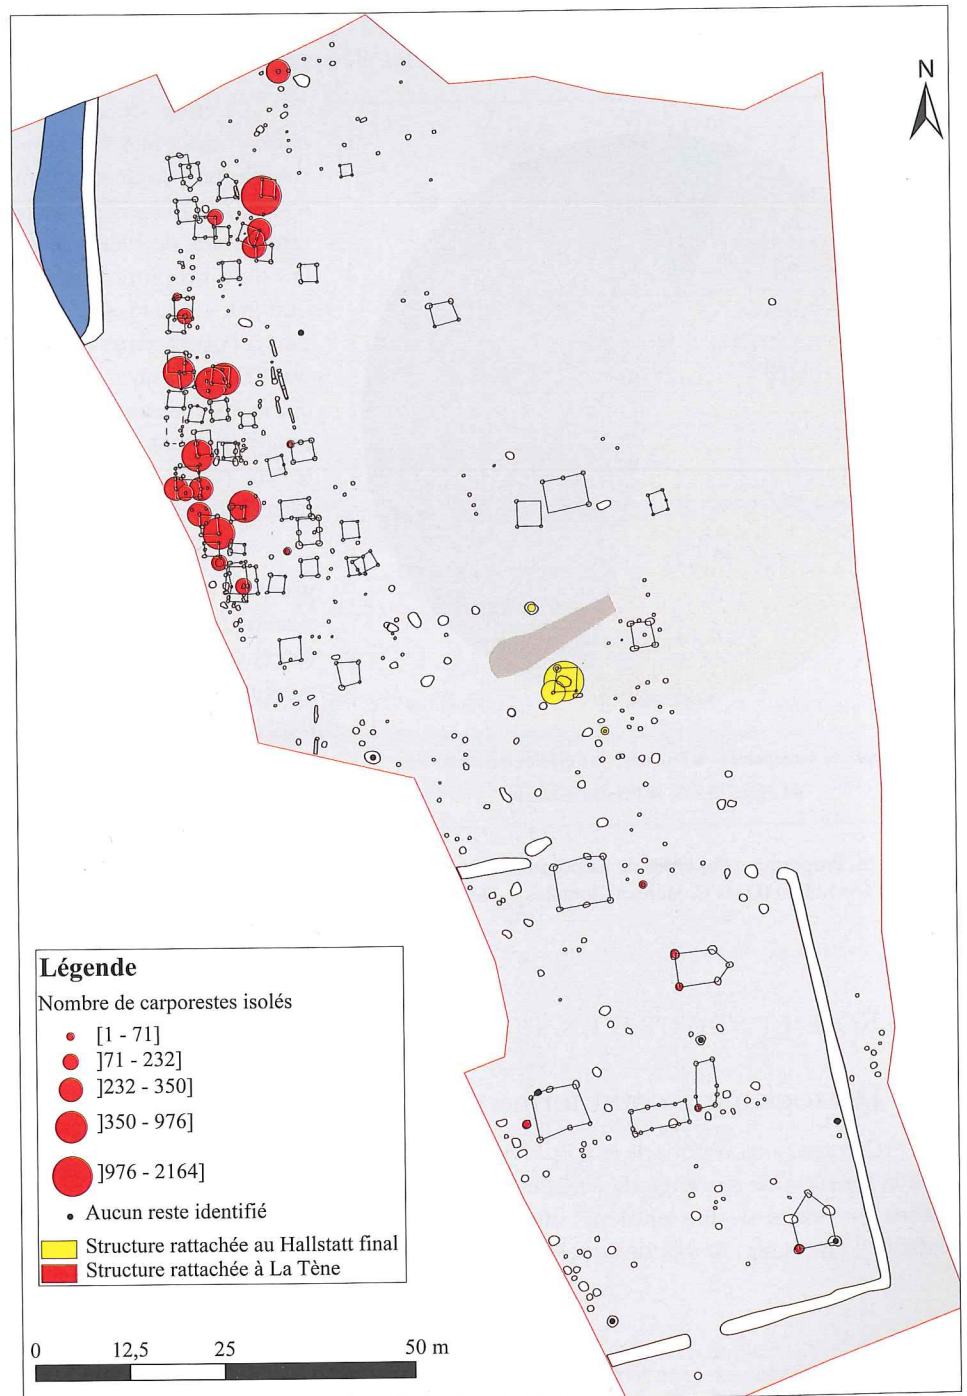 N
Légende
Nombre de carporestes isolés
[1 - 71]
]71 - 232]
]232 - 350]
]350 - 976]
]976 - 2164]
Aucun reste identifié
Structure rattachée au Hallstatt final
Structure rattachée à La Tène
0 12,5 25 50 m